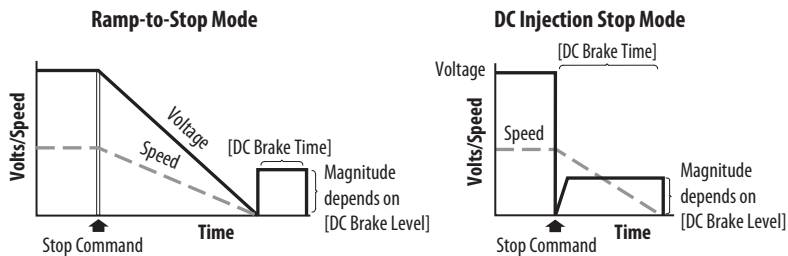 Ramp-to-Stop Mode
Volts/Speed
Voltage
Speed
[DC Brake Time]
Magnitude
depends on
[DC Brake Level]
Stop Command
Time
DC Injection Stop Mode
[DC Brake Time]
Voltage
Volts/Speed
Speed
Magnitude
depends on
[DC Brake Level]
Stop Command
Time